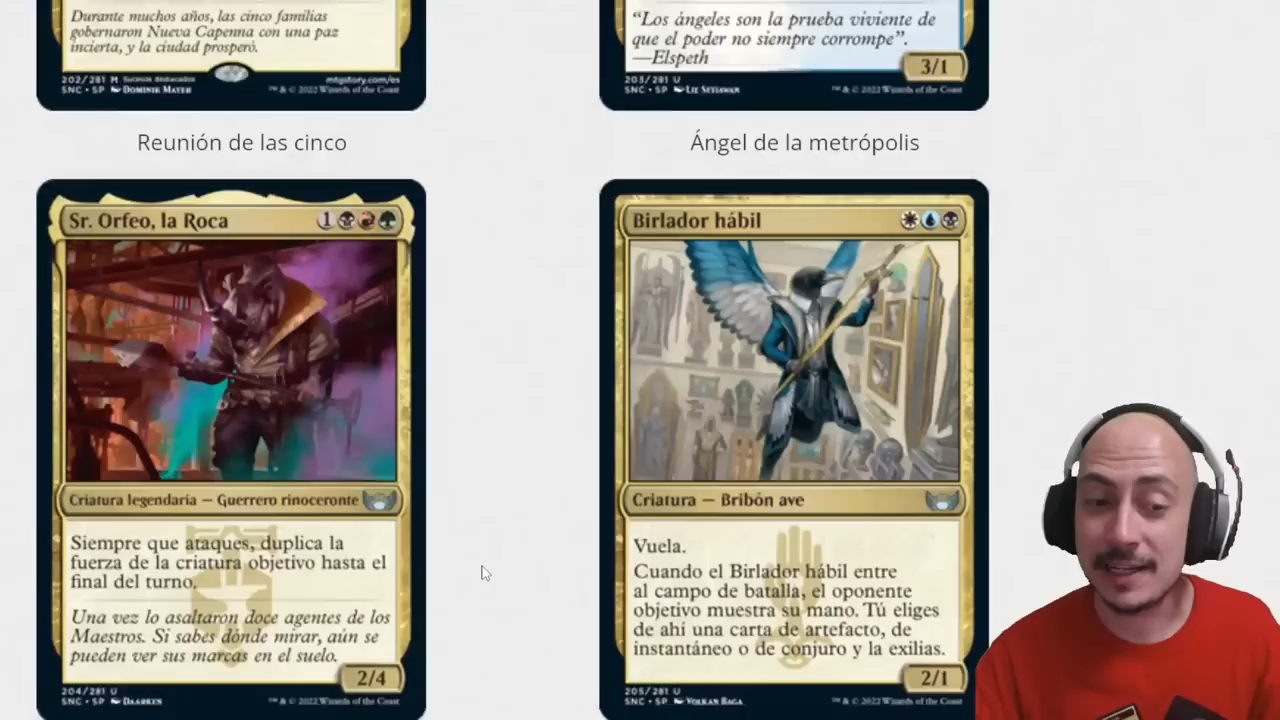 Durante muchos años, las cinco familias
gobernaron Nueva Capenna con una paz
incierta, y la ciudad prosperó.
202/281 M Sucesos destacados
mtgstory.com/es
SNC • SP DOMINIK MAYER
™ & © 2022 Wizards of the Coast
Reunión de las cinco
“Los ángeles son la prueba viviente de
que el poder no siempre corrompe”.
—Elspeth
3/1
203/281 U
SNC • SP LIE SETIAWAN
™ & © 2022 Wizards of the Coast
Ángel de la metrópolis
Sr. Orfeo, la Roca
1
Criatura legendaria — Guerrero rinoceronte
Siempre que ataques, duplica la
fuerza de la criatura objetivo hasta el
final del turno.
Una vez lo asaltaron doce agentes de los
Maestros. Si sabes dónde mirar, aún se
pueden ver sus marcas en el suelo.
2/4
204/281 U
SNC • SP DAARKEN
™ & © 2022 Wizards of the Coast
Birlador hábil
Criatura — Bribón ave
Vuela.
Cuando el Birlador hábil entre
al campo de batalla, el oponente
objetivo muestra su mano. Tú eliges
de ahí una carta de artefacto, de
instantáneo o de conjuro y la exilias.
2/1
205/281 U
SNC • SP VOLKAN BAGA
™ & © 2022 Wizards of the Coast